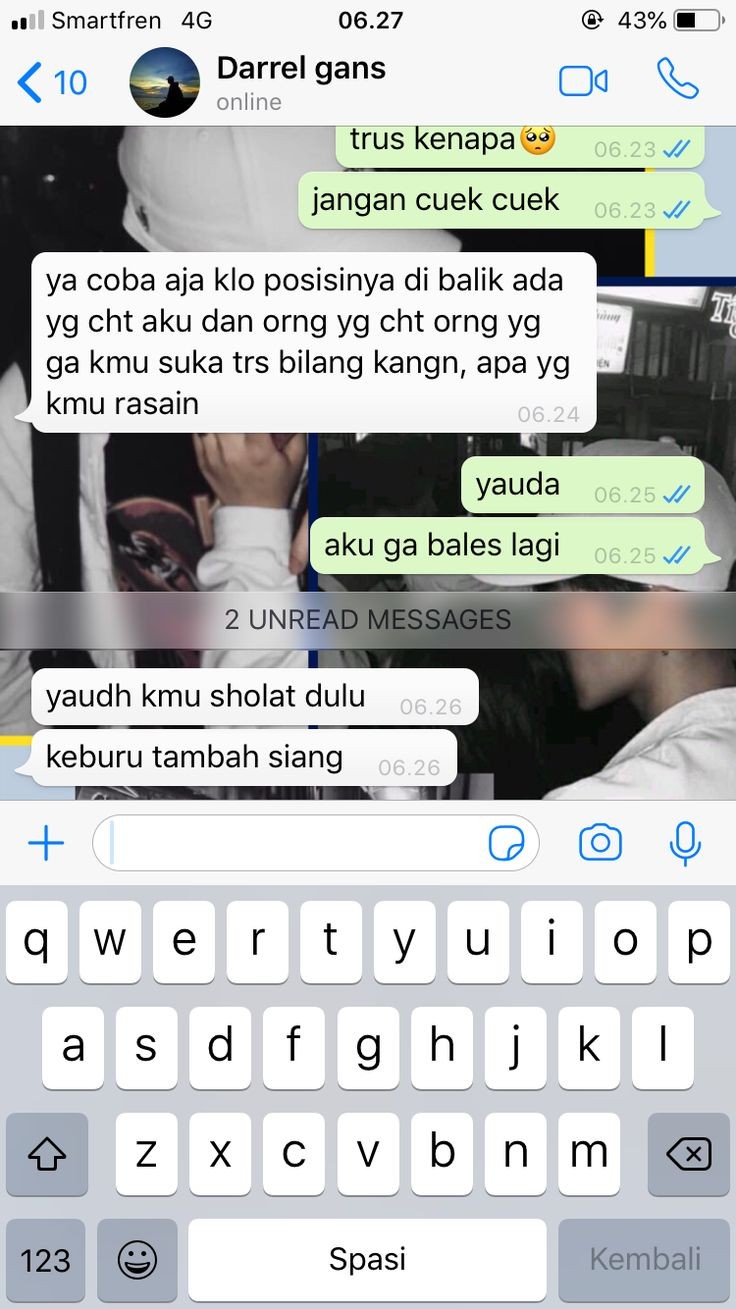 Smartfren 4G 06.27 43%
10 Darrel gans
online
trus kenapa🥺 06.23
jangan cuek cuek 06.23
ya coba aja klo posisinya di balik ada
yg cht aku dan orng yg cht orng yg
ga kmu suka trs bilang kangn, apa yg
kmu rasain 06.24
yauda 06.25
aku ga bales lagi 06.25
2 UNREAD MESSAGES
yaudh kmu sholat dulu 06.26
keburu tambah siang 06.26
q w e r t y u i o p
a s d f g h j k l
z x c v b n m
123 Spasi Kembali